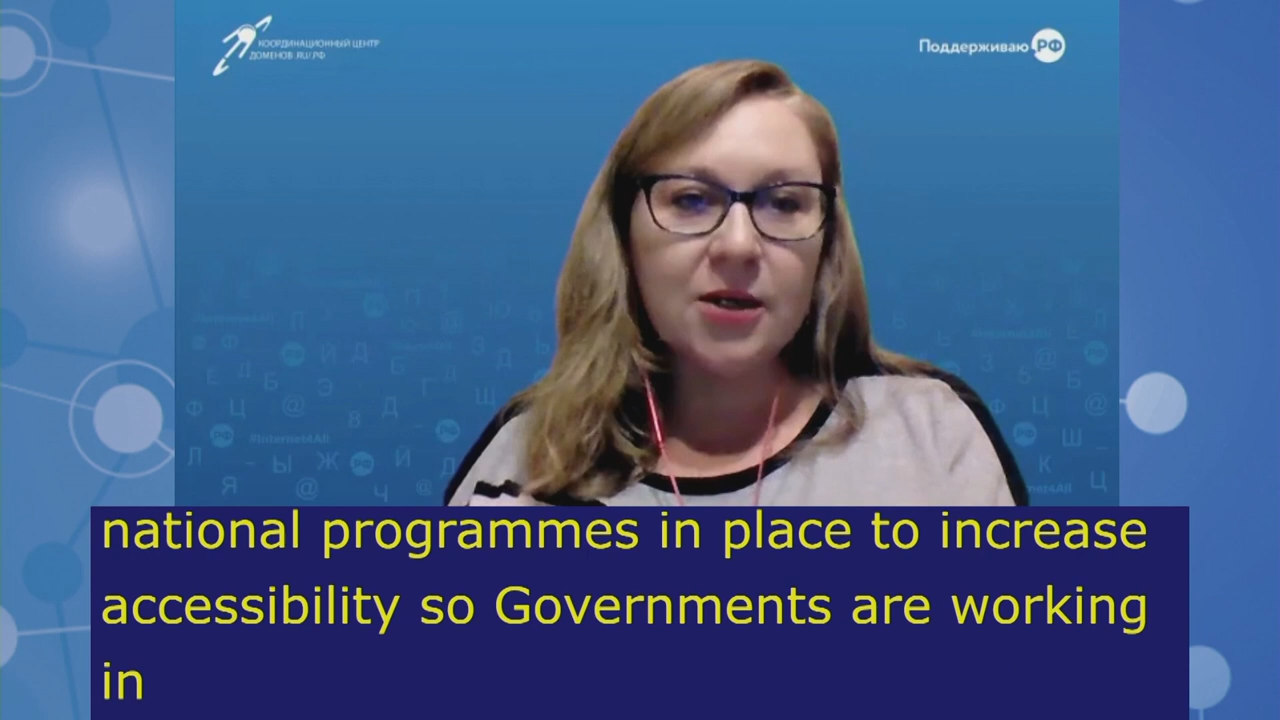 КООРДИНАЦИОННЫЙ ЦЕНТР
ДОМЕНОВ .RU/.РФ
Поддерживаю РФ
#Internet4All
national programmes in place to increase
accessibility so Governments are working
in